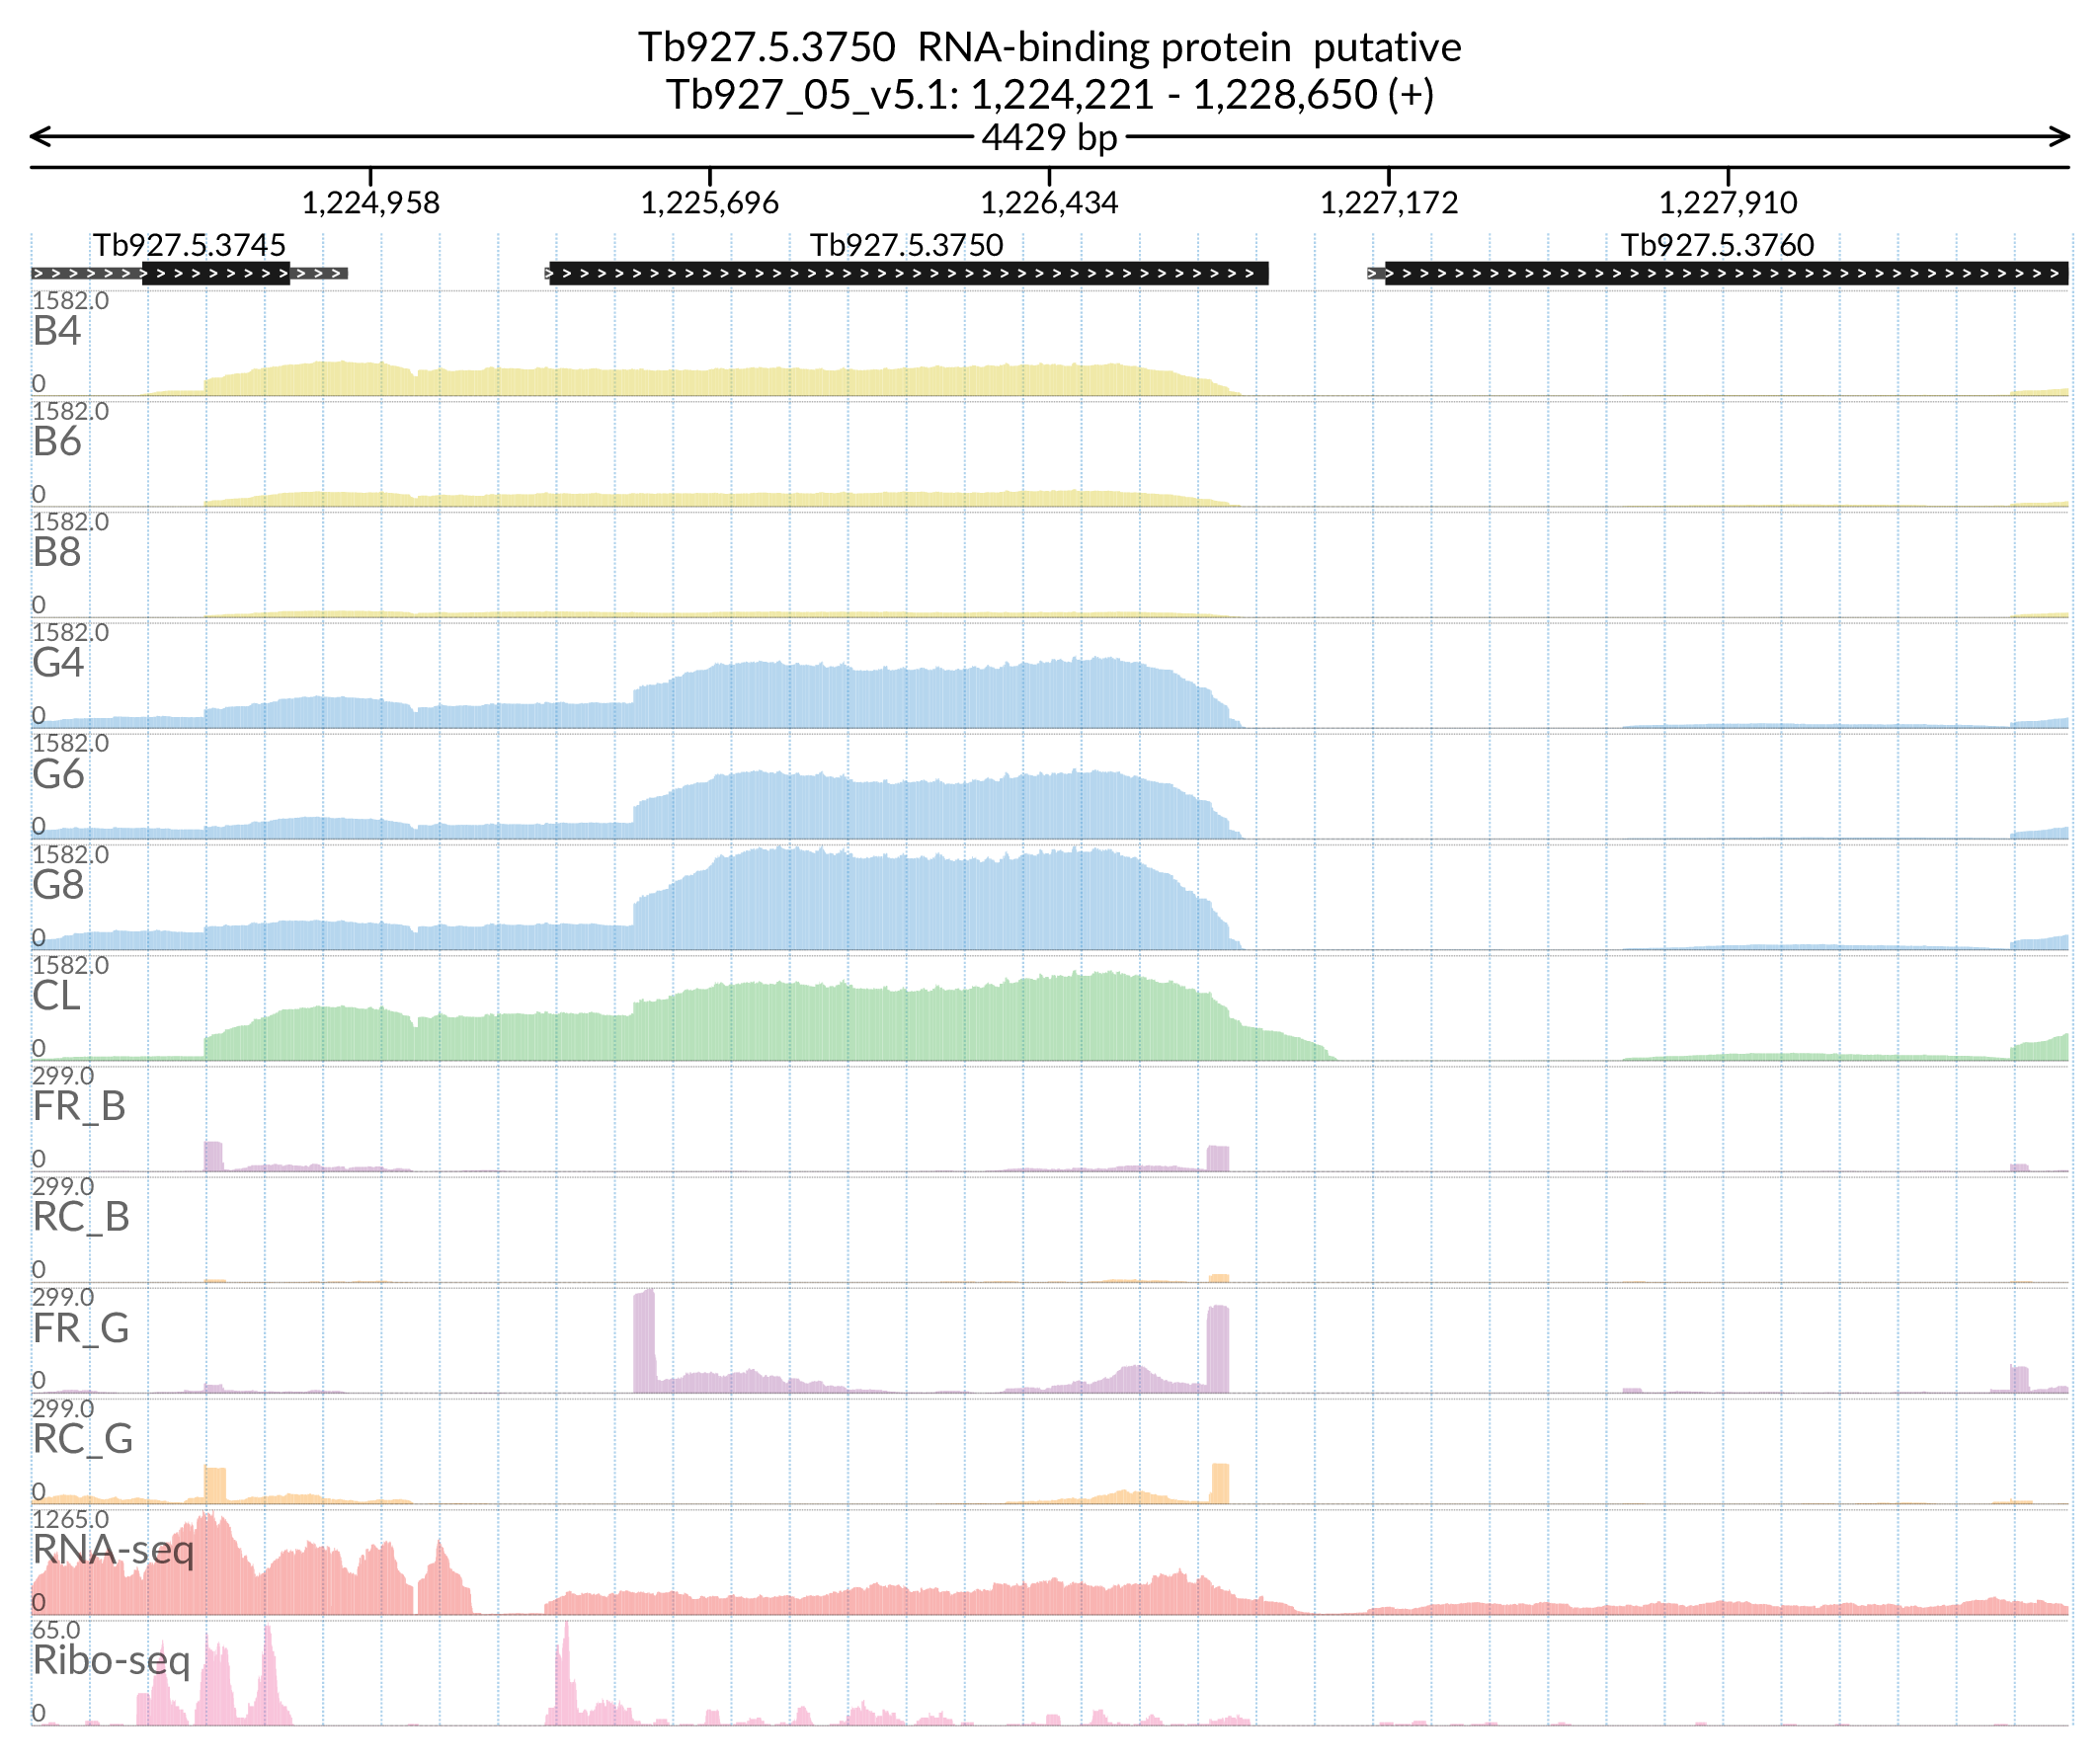 Tb927.5.3750 RNA-binding protein putative
Tb927_05_v5.1: 1,224,221 - 1,228,650 (+)
4429 bp
1,224,958 1,225,696 1,226,434 1,227,172 1,227,910
Tb927.5.3745 Tb927.5.3750 Tb927.5.3760
1582.0
B4
0
1582.0
B6
0
1582.0
B8
0
1582.0
G4
0
1582.0
G6
0
1582.0
G8
0
1582.0
CL
0
299.0
FR_B
0
299.0
RC_B
0
299.0
FR_G
0
299.0
RC_G
0
1265.0
RNA-seq
0
65.0
Ribo-seq
0